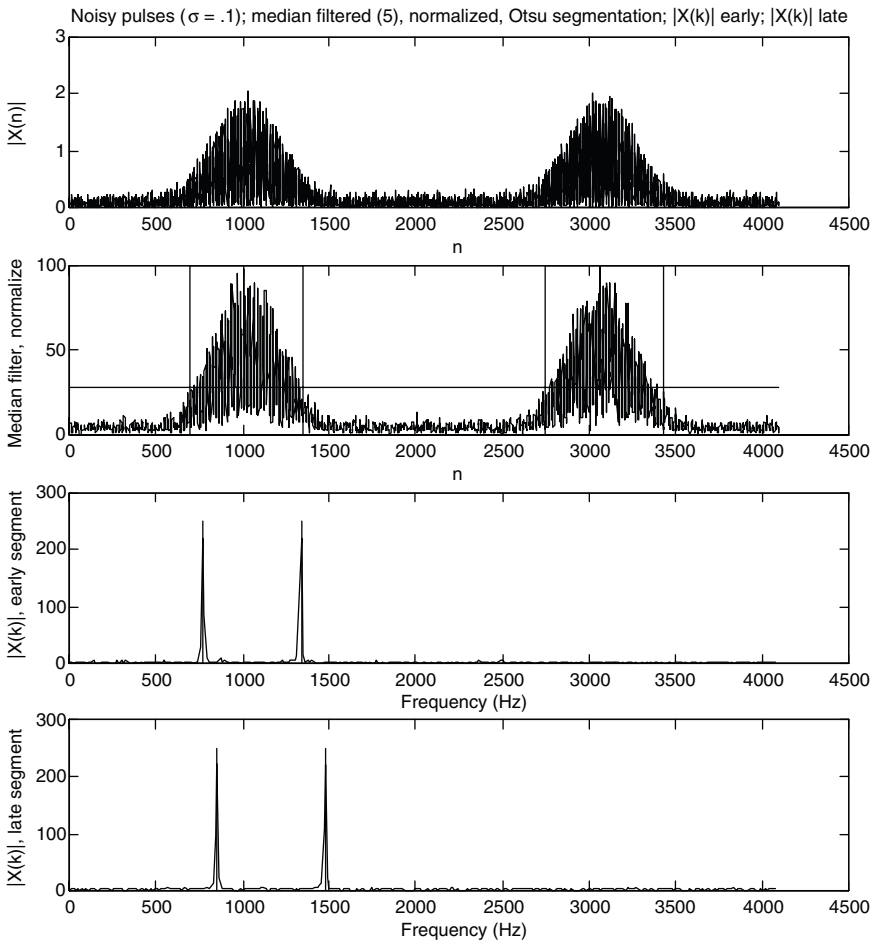 Noisy pulses (σ = .1); median filtered (5), normalized, Otsu segmentation; |X(k)| early; |X(k)| late
3
2
1
0
|X(n)|
0 500 1000 1500 2000 2500 3000 3500 4000 4500
n
100
50
0
Median filter, normalize
0 500 1000 1500 2000 2500 3000 3500 4000 4500
n
300
200
100
0
|X(k)|, early segment
0 500 1000 1500 2000 2500 3000 3500 4000 4500
Frequency (Hz)
300
200
100
0
|X(k)|, late segment
0 500 1000 1500 2000 2500 3000 3500 4000 4500
Frequency (Hz)